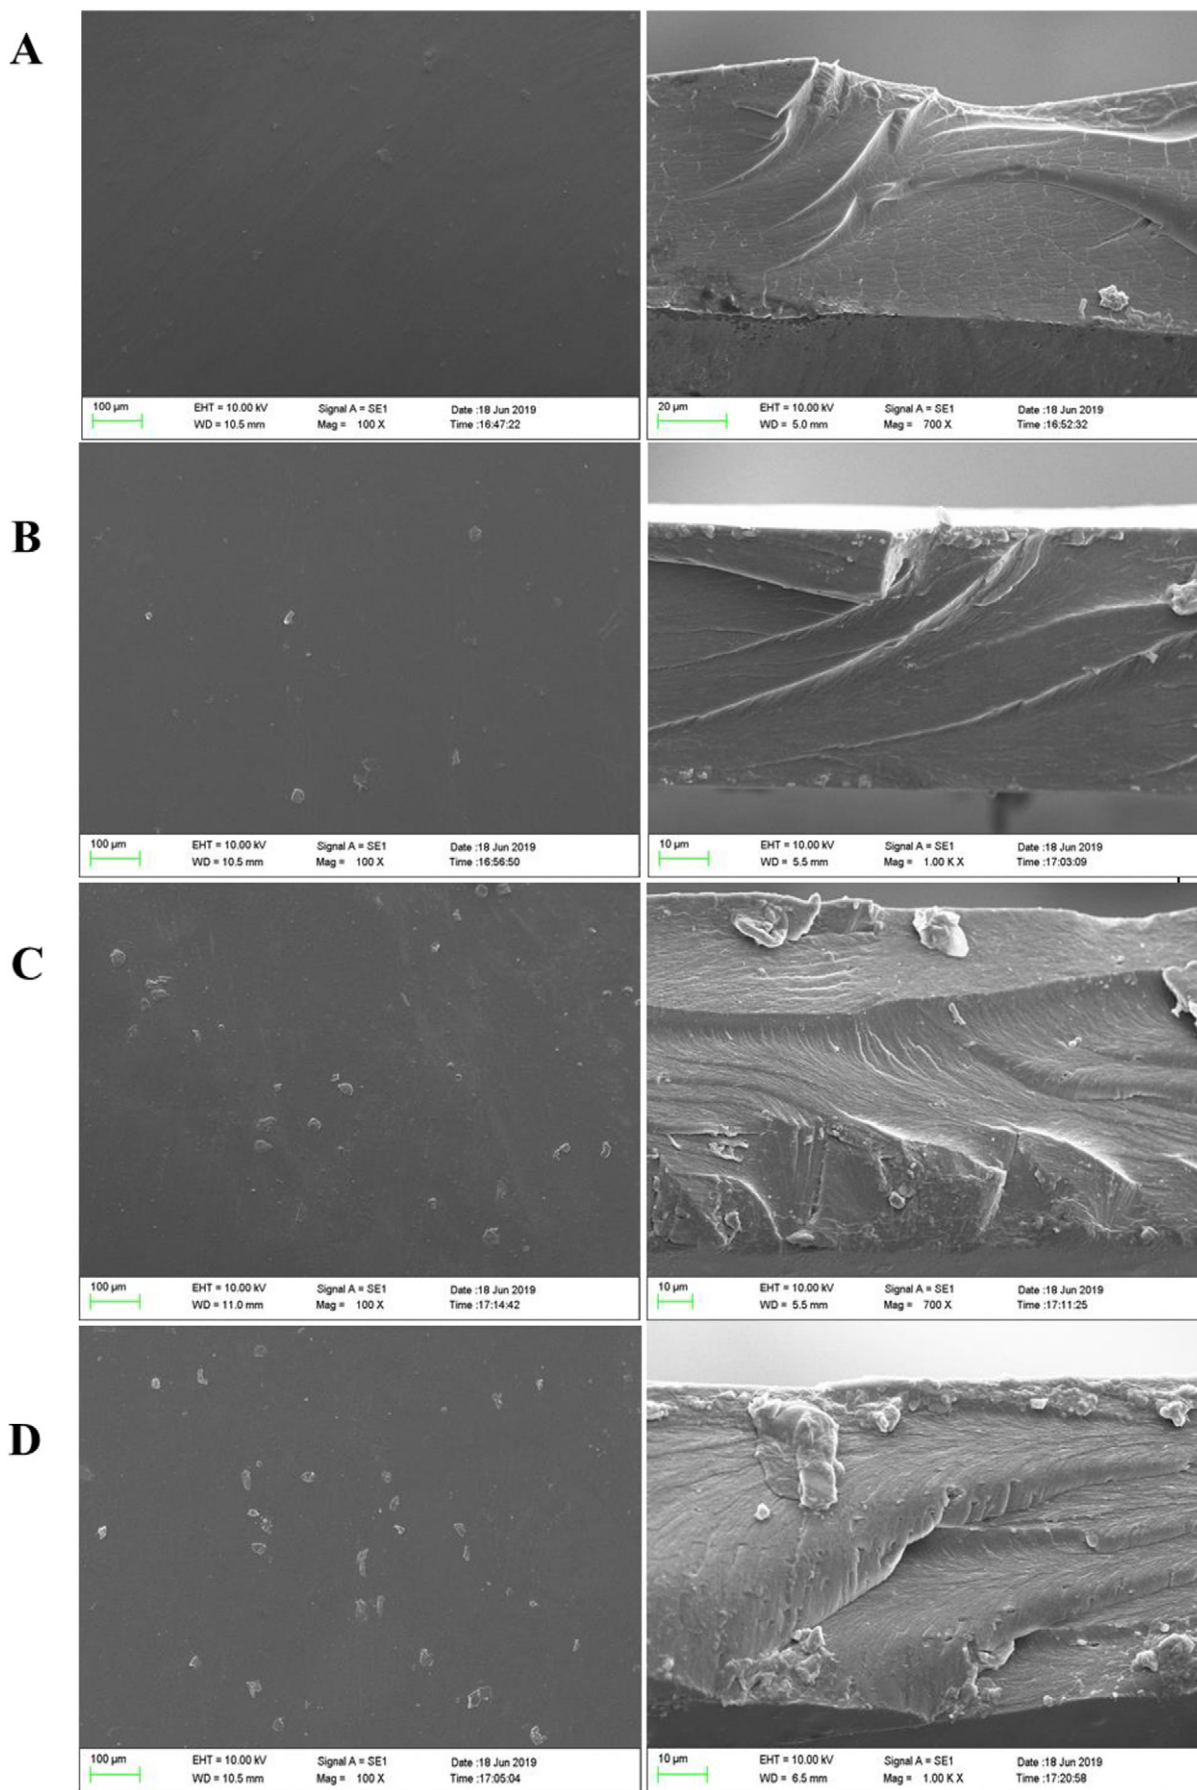 A
100 µm EHT = 10.00 kV Signal A = SE1 Date :18 Jun 2019
WD = 10.5 mm Mag = 100 X Time :16:47:22
20 µm EHT = 10.00 kV Signal A = SE1 Date :18 Jun 2019
WD = 5.0 mm Mag = 700 X Time :16:52:32
B
100 µm EHT = 10.00 kV Signal A = SE1 Date :18 Jun 2019
WD = 10.5 mm Mag = 100 X Time :16:56:50
10 µm EHT = 10.00 kV Signal A = SE1 Date :18 Jun 2019
WD = 5.5 mm Mag = 1.00 K X Time :17:03:09
C
100 µm EHT = 10.00 kV Signal A = SE1 Date :18 Jun 2019
WD = 11.0 mm Mag = 100 X Time :17:14:42
10 µm EHT = 10.00 kV Signal A = SE1 Date :18 Jun 2019
WD = 5.5 mm Mag = 700 X Time :17:11:25
D
100 µm EHT = 10.00 kV Signal A = SE1 Date :18 Jun 2019
WD = 10.5 mm Mag = 100 X Time :17:05:04
10 µm EHT = 10.00 kV Signal A = SE1 Date :18 Jun 2019
WD = 6.5 mm Mag = 1.00 K X Time :17:20:58